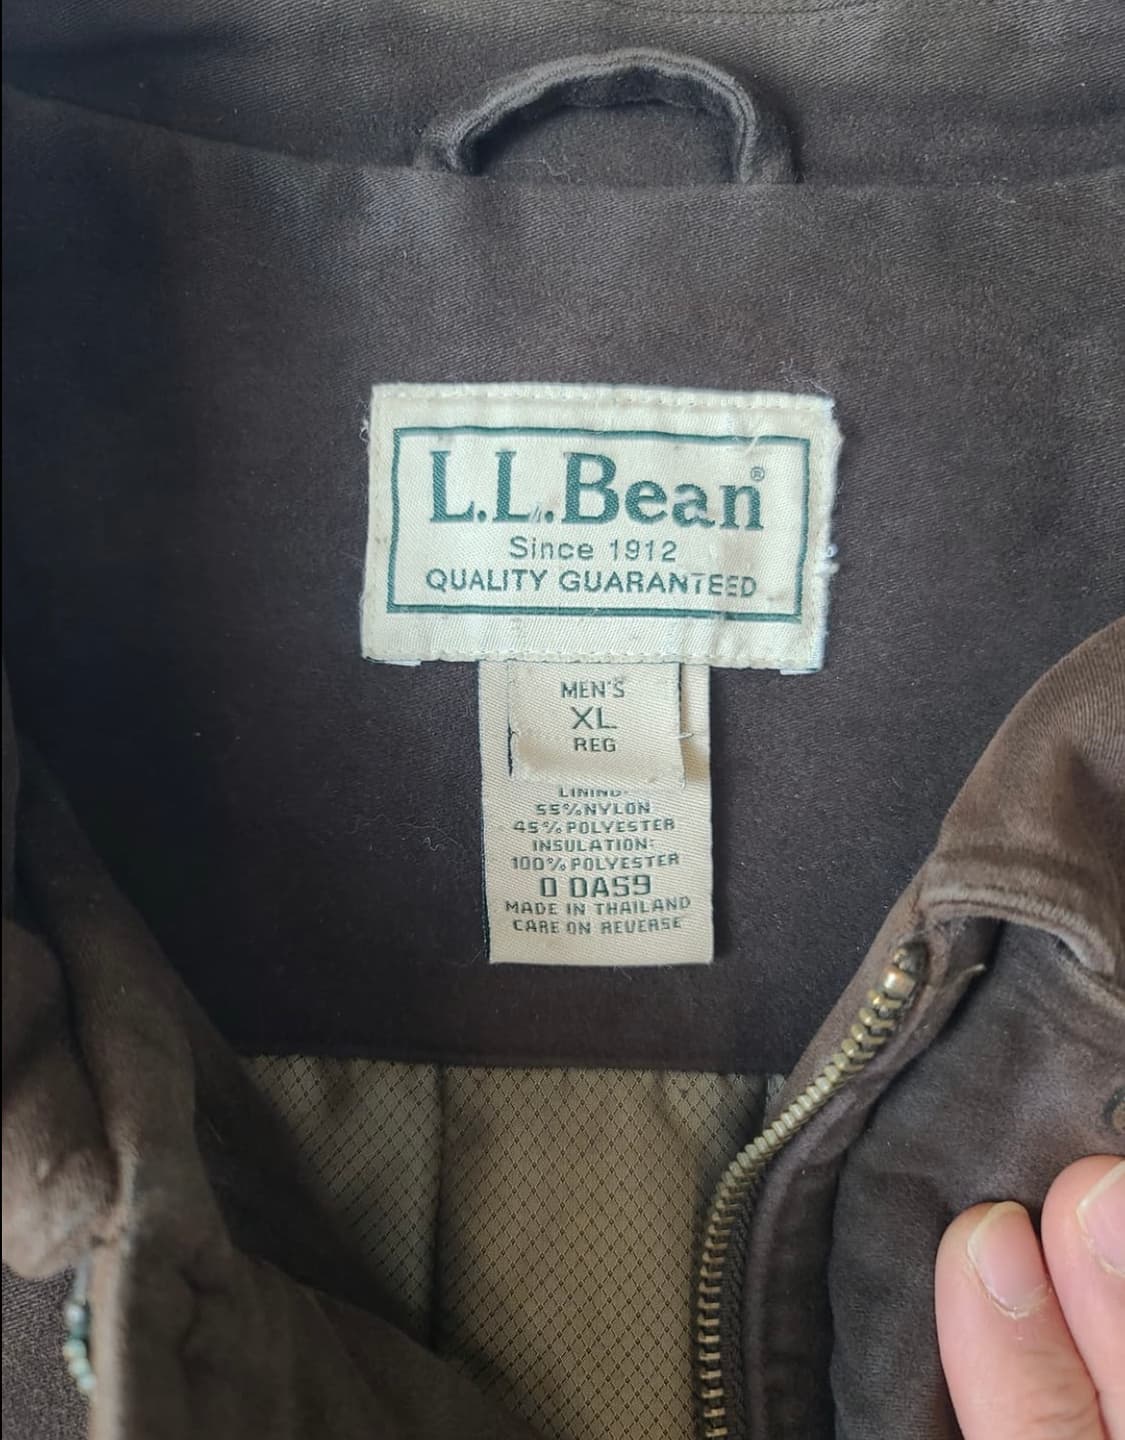 L.L.Bean®
Since 1912
QUALITY GUARANTEED
MEN'S
XL
REG
LINING:
55%NYLON
45%POLYESTER
INSULATION:
100%POLYESTER
0 0AS9
MADE IN THAILAND
CARE ON REVERSE